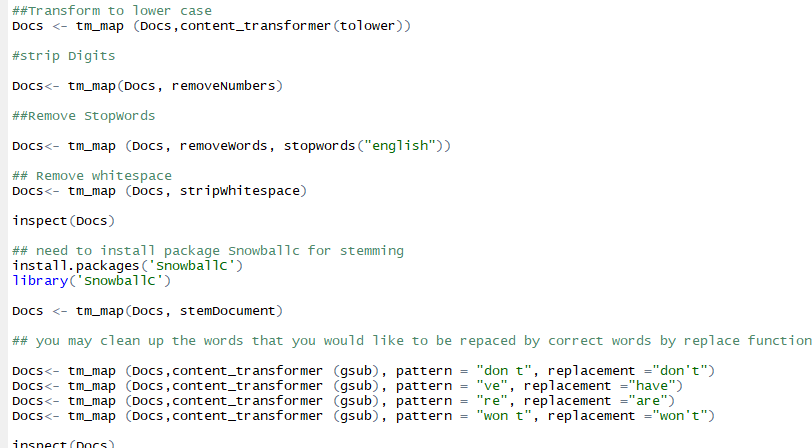 ##Transform to lower case
Docs <- tm_map (Docs,content_transformer(tolower))
#strip Digits
Docs<- tm_map(Docs, removeNumbers)
##Remove StopWords
Docs<- tm_map (Docs, removeWords, stopwords("english"))
## Remove whitespace
Docs<- tm_map (Docs, stripWhitespace)
inspect(Docs)
## need to install package Snowballc for stemming
install.packages('SnowballC')
library('SnowballC')
Docs <- tm_map(Docs, stemDocument)
## you may clean up the words that you would like to be repaced by correct words by replace function
Docs<- tm_map (Docs,content_transformer (gsub), pattern = "don t", replacement ="don't")
Docs<- tm_map (Docs,content_transformer (gsub), pattern = "ve", replacement ="have")
Docs<- tm_map (Docs,content_transformer (gsub), pattern = "re", replacement ="are")
Docs<- tm_map (Docs,content_transformer (gsub), pattern = "won t", replacement ="won't")
inspect(Docs)